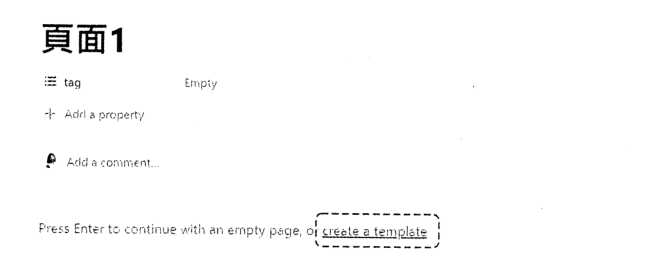 頁面1
tag Empty
Add a property
Add a comment...
Press Enter to continue with an empty page, or create a template